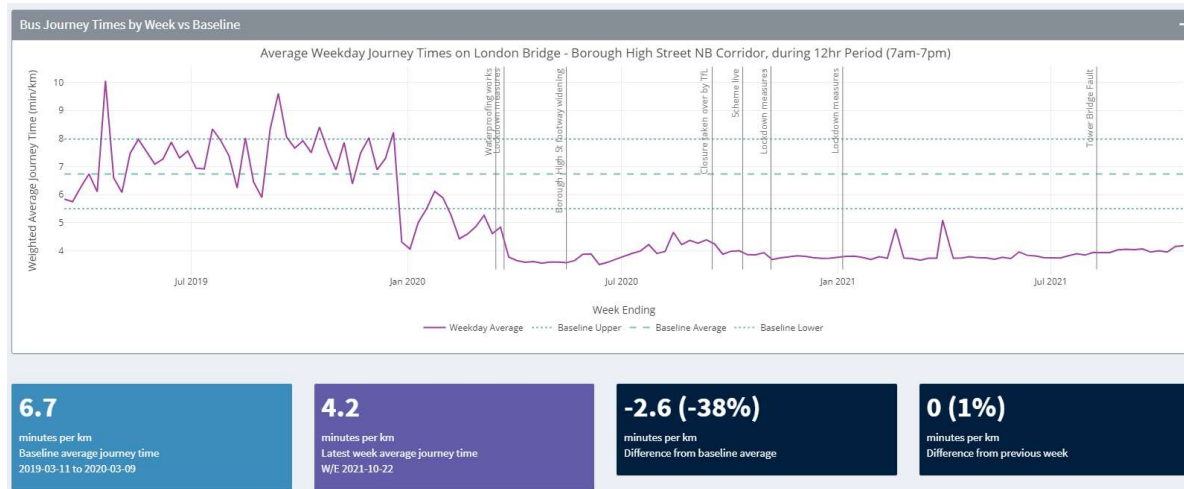 Bus Journey Times by Week vs Baseline
Average Weekday Journey Times on London Bridge - Borough High Street NB Corridor, during 12hr Period (7am-7pm)
Weighted Average Journey Time (min/km)
10
9
8
7
6
5
4
Waterproofing works
Lockdown measures
Borough High St footway widening
Closure taken over by TfL
Scheme live
Lockdown measures
Lockdown measures
Tower Bridge Fault
Jul 2019
Jan 2020
Jul 2020
Jan 2021
Jul 2021
Week Ending
Weekday Average
Baseline Upper
Baseline Average
Baseline Lower
6.7
minutes per km
Baseline average journey time
2019-03-11 to 2020-03-09
4.2
minutes per km
Latest week average journey time
W/E 2021-10-22
-2.6 (-38%)
minutes per km
Difference from baseline average
0 (1%)
minutes per km
Difference from previous week